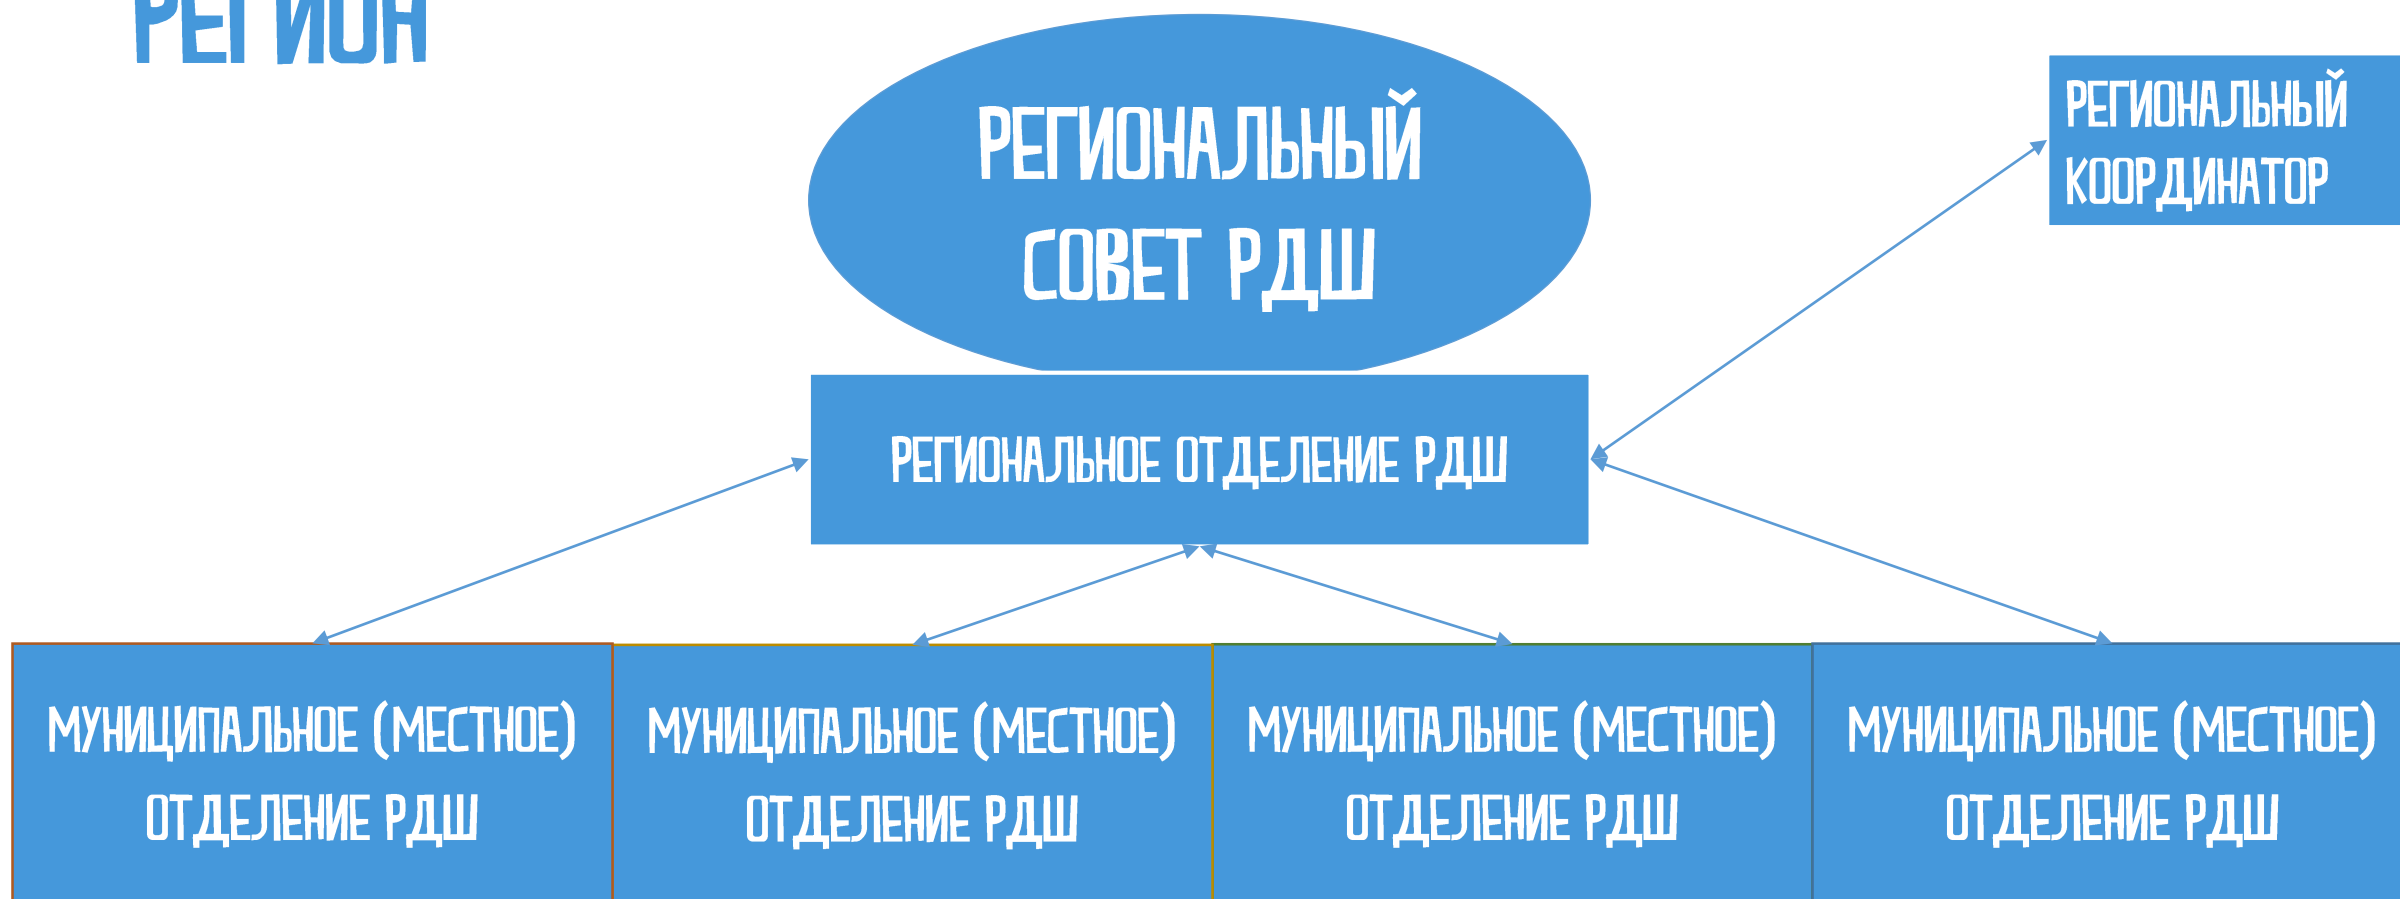 РЕГИОН
РЕГИОНАЛЬНЫЙ
СОВЕТ РДШ
РЕГИОНАЛЬНЫЙ
КООРДИНАТОР
РЕГИОНАЛЬНОЕ ОТДЕЛЕНИЕ РДШ
МУНИЦИПАЛЬНОЕ (МЕСТНОЕ)
ОТДЕЛЕНИЕ РДШ
МУНИЦИПАЛЬНОЕ (МЕСТНОЕ)
ОТДЕЛЕНИЕ РДШ
МУНИЦИПАЛЬНОЕ (МЕСТНОЕ)
ОТДЕЛЕНИЕ РДШ
МУНИЦИПАЛЬНОЕ (МЕСТНОЕ)
ОТДЕЛЕНИЕ РДШ